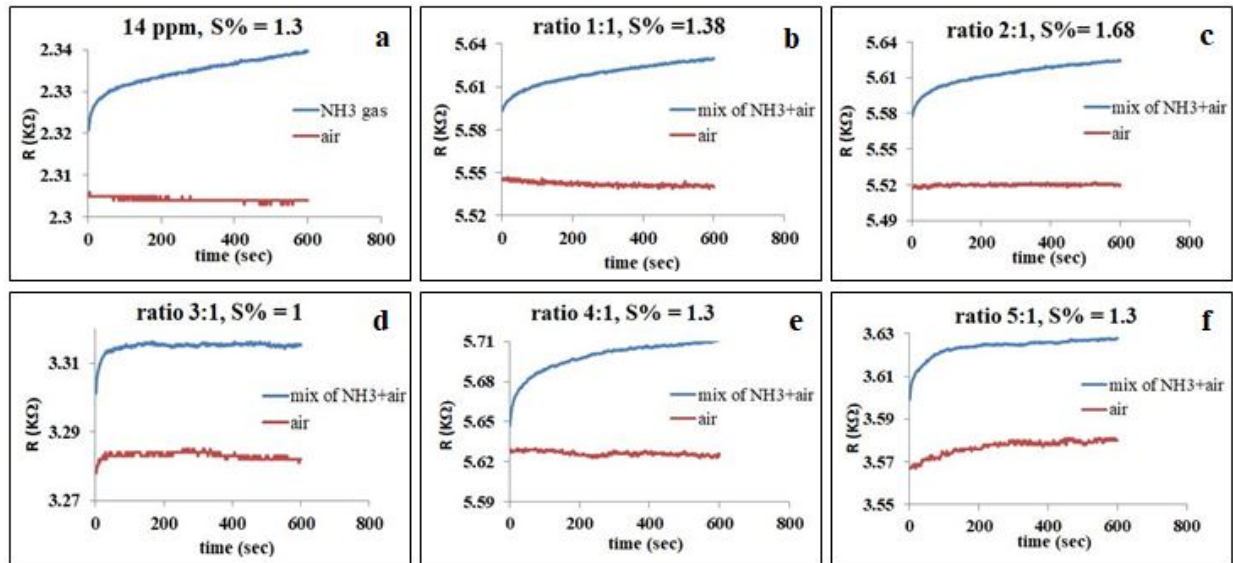 14 ppm, S% = 1.3
a
2.34
2.33
2.32
2.31
2.3
R (KΩ)
NH3 gas
air
0
200
400
600
800
time (sec)
ratio 1:1, S% =1.38
b
5.64
5.61
5.58
5.55
5.52
R (KΩ)
mix of NH3+air
air
0
200
400
600
800
time (sec)
ratio 2:1, S%= 1.68
c
5.64
5.61
5.58
5.55
5.52
5.49
R (KΩ)
mix of NH3+air
air
0
200
400
600
800
time (sec)
ratio 3:1, S% = 1
d
3.31
3.29
3.27
R (KΩ)
mix of NH3+air
air
0
200
400
600
800
time (sec)
ratio 4:1, S% = 1.3
e
5.71
5.68
5.65
5.62
5.59
R (KΩ)
mix of NH3+air
air
0
200
400
600
800
time (sec)
ratio 5:1, S% = 1.3
f
3.63
3.61
3.59
3.57
3.55
R (KΩ)
mix of NH3+air
air
0
200
400
600
800
time (sec)